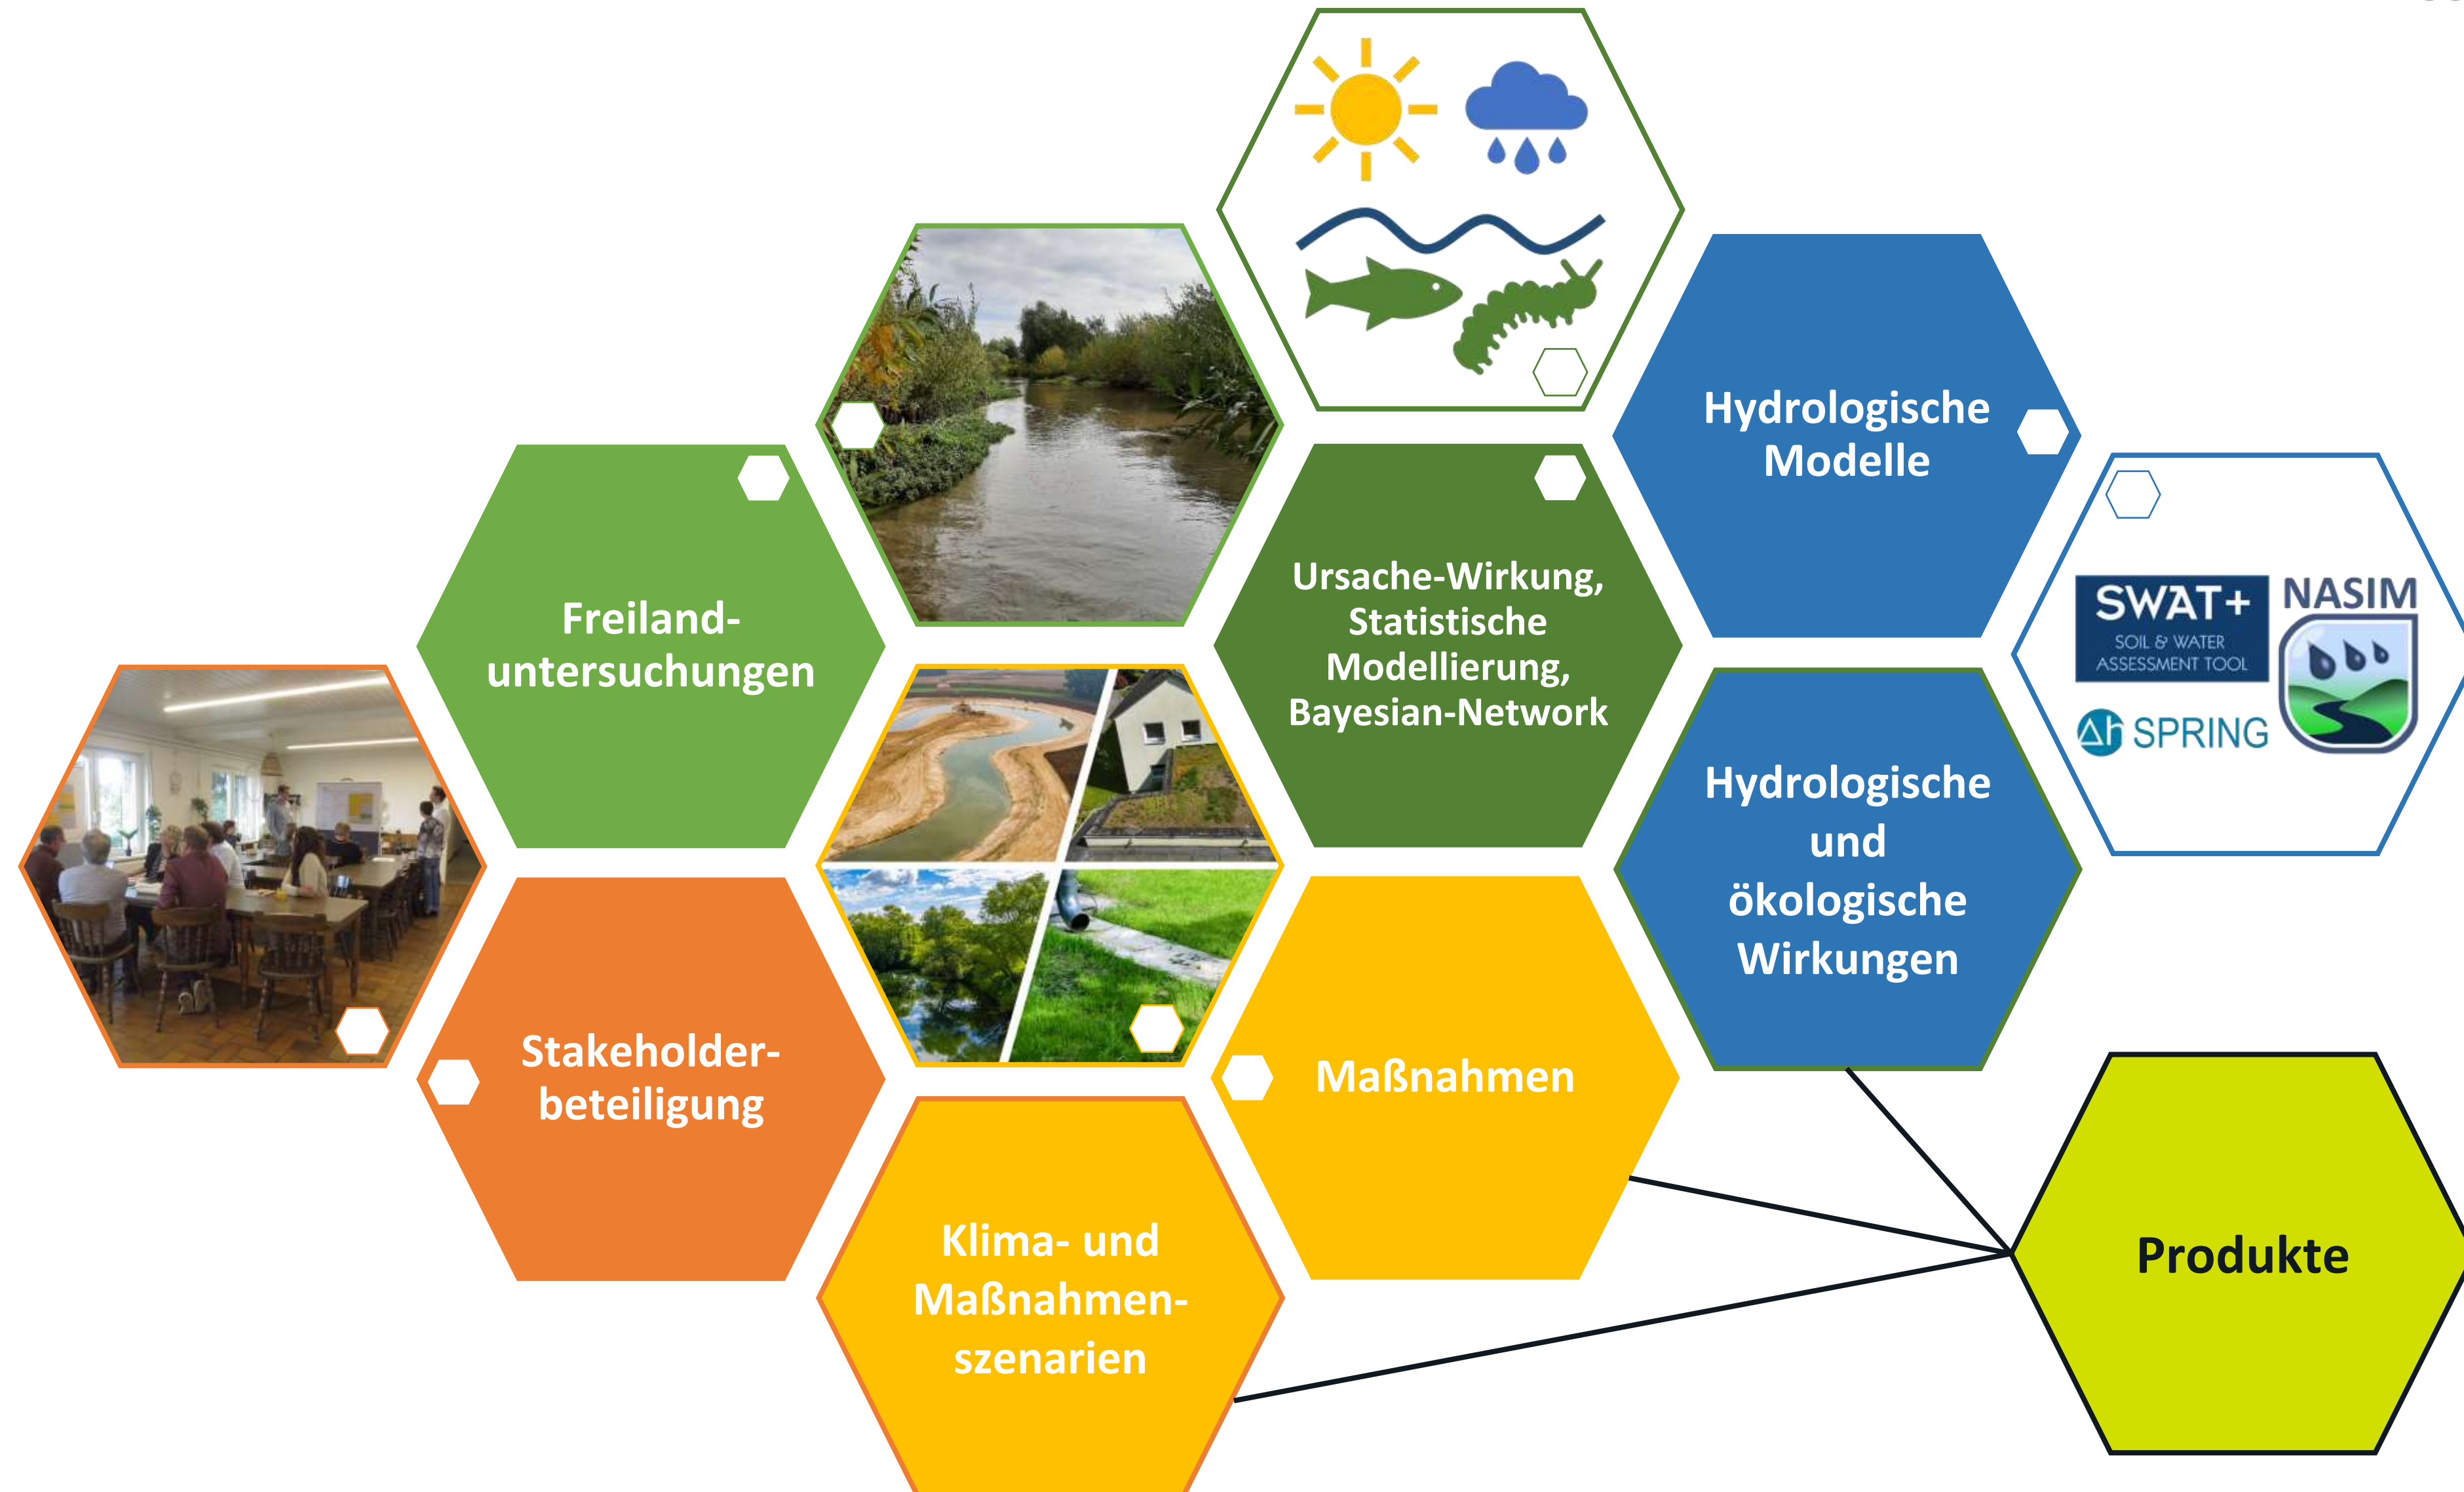 Hydrologische
Modelle
Freiland-
untersuchungen
Ursache-Wirkung,
Statistische
Modellierung,
Bayesian-Network
SWAT+
SOIL & WATER
ASSESSMENT TOOL
NASIM
Δh SPRING
Hydrologische
und
ökologische
Wirkungen
Stakeholder-
beteiligung
Maßnahmen
Klima- und
Maßnahmen-
szenarien
Produkte